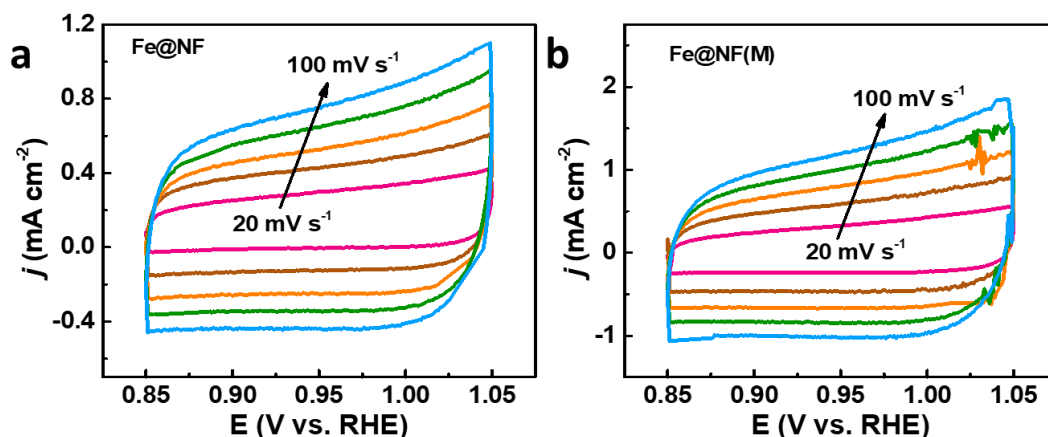 a
Fe@NF
100 mV s⁻¹
20 mV s⁻¹
1.2
0.8
0.4
0.0
-0.4
j (mA cm⁻²)
0.85 0.90 0.95 1.00 1.05
E (V vs. RHE)
b
Fe@NF(M)
100 mV s⁻¹
20 mV s⁻¹
2
1
0
-1
j (mA cm⁻²)
0.85 0.90 0.95 1.00 1.05
E (V vs. RHE)